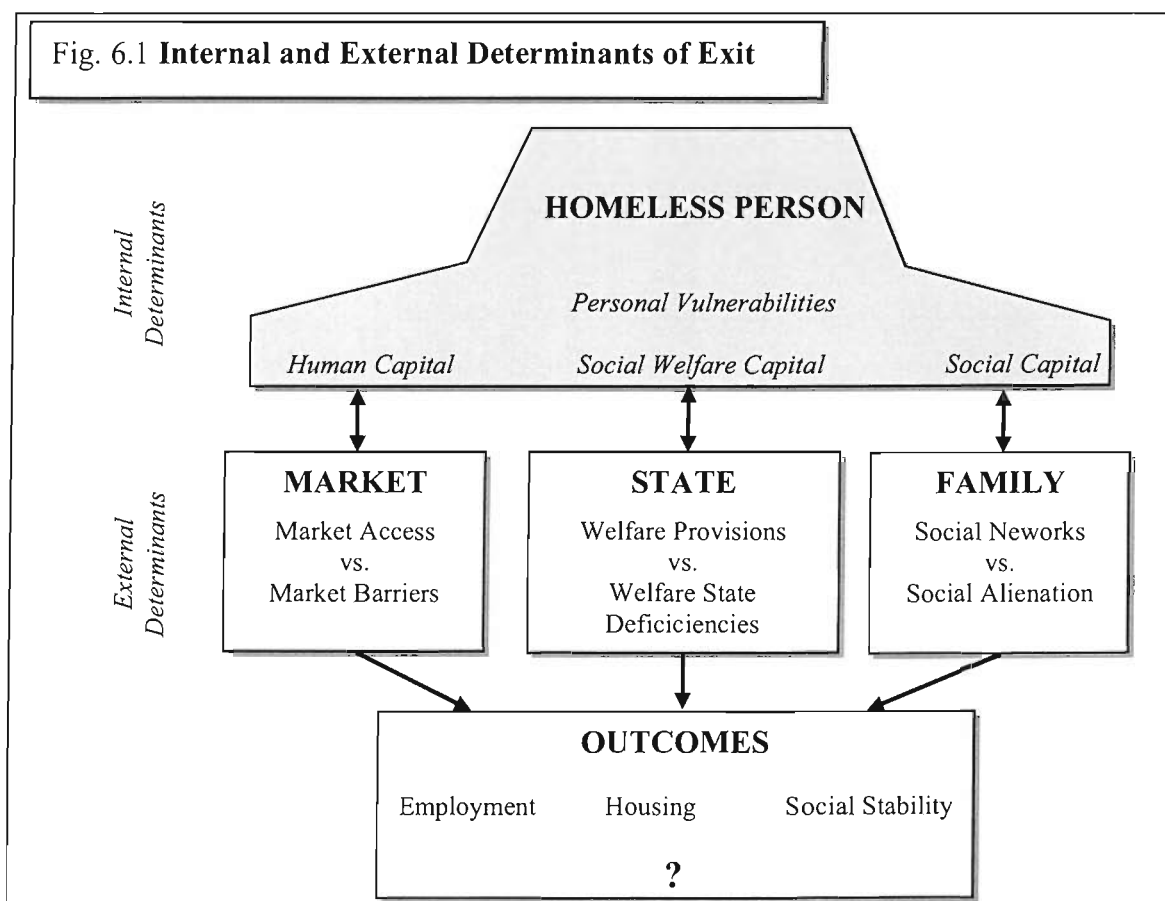 Fig. 6.1 Internal and External Determinants of Exit
Internal
Determinants
HOMELESS PERSON
Personal Vulnerabilities
Human Capital
Social Welfare Capital
Social Capital
External
Determinants
MARKET
Market Access
vs.
Market Barriers
STATE
Welfare Provisions
vs.
Welfare State
Deficiciencies
FAMILY
Social Neworks
vs.
Social Alienation
OUTCOMES
Employment
Housing
Social Stability
?